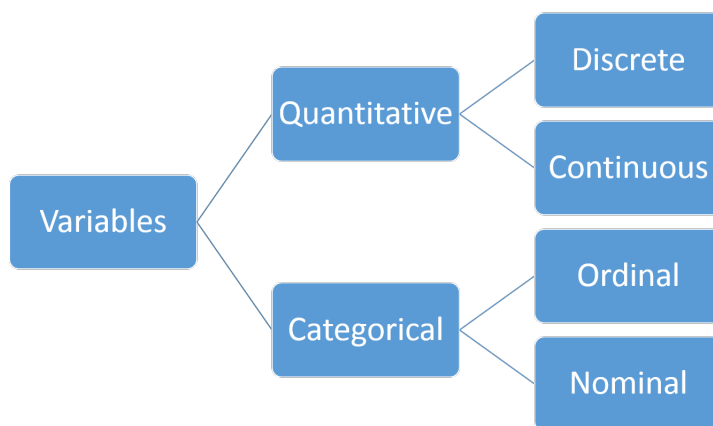 Variables
Quantitative
Discrete
Continuous
Categorical
Ordinal
Nominal